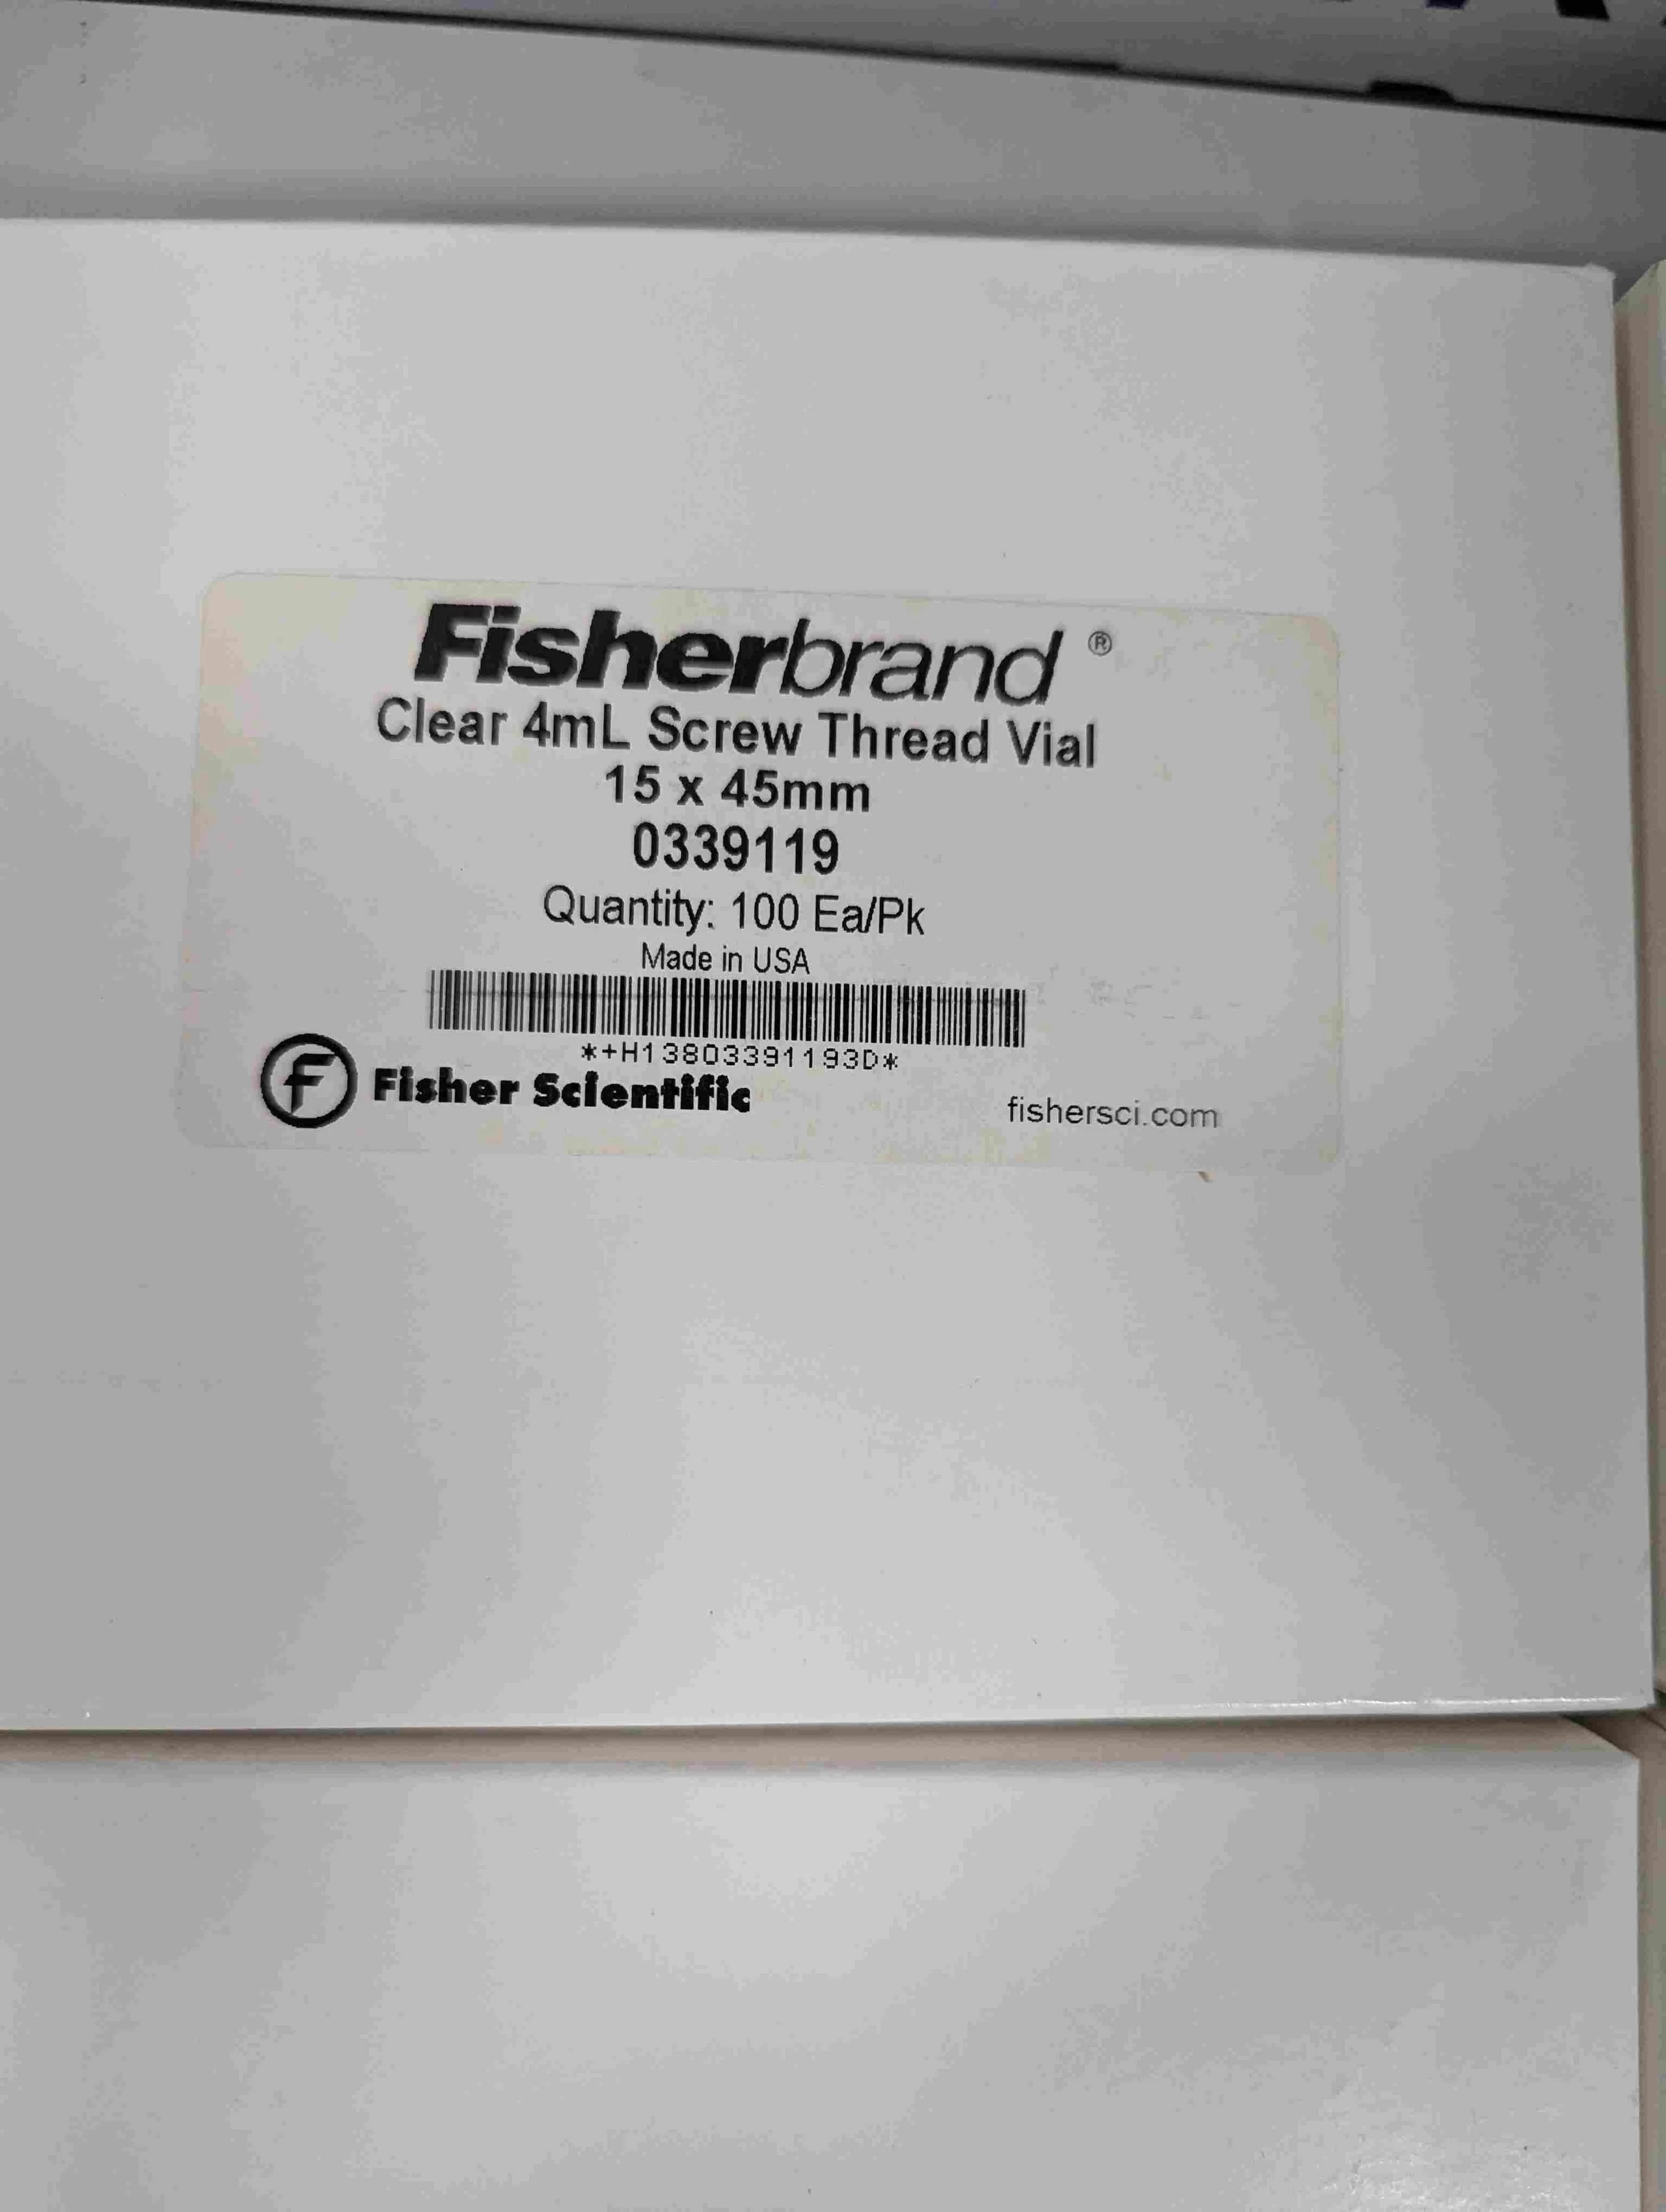 Fisherbrand ®
Clear 4mL Screw Thread Vial
15 x 45mm
0339119
Quantity: 100 Ea/Pk
Made in USA
*+H13803391193D*
f Fisher Scientific
fishersci.com